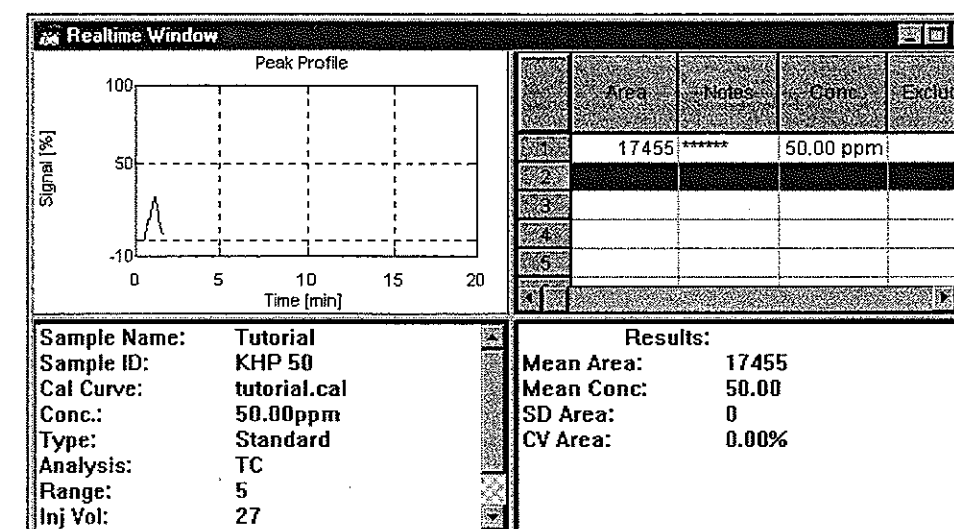 Realtime Window
Peak Profile
100
50
-10
Signal [%]
0 5 10 15 20
Time [min]
Area Notes Conc. Exclud
1 17455 ****** 50.00 ppm
2
3
4
5
Sample Name: Tutorial
Sample ID: KHP 50
Cal Curve: tutorial.cal
Conc.: 50.00ppm
Type: Standard
Analysis: TC
Range: 5
Inj Vol: 27
Results:
Mean Area: 17455
Mean Conc: 50.00
SD Area: 0
CV Area: 0.00%